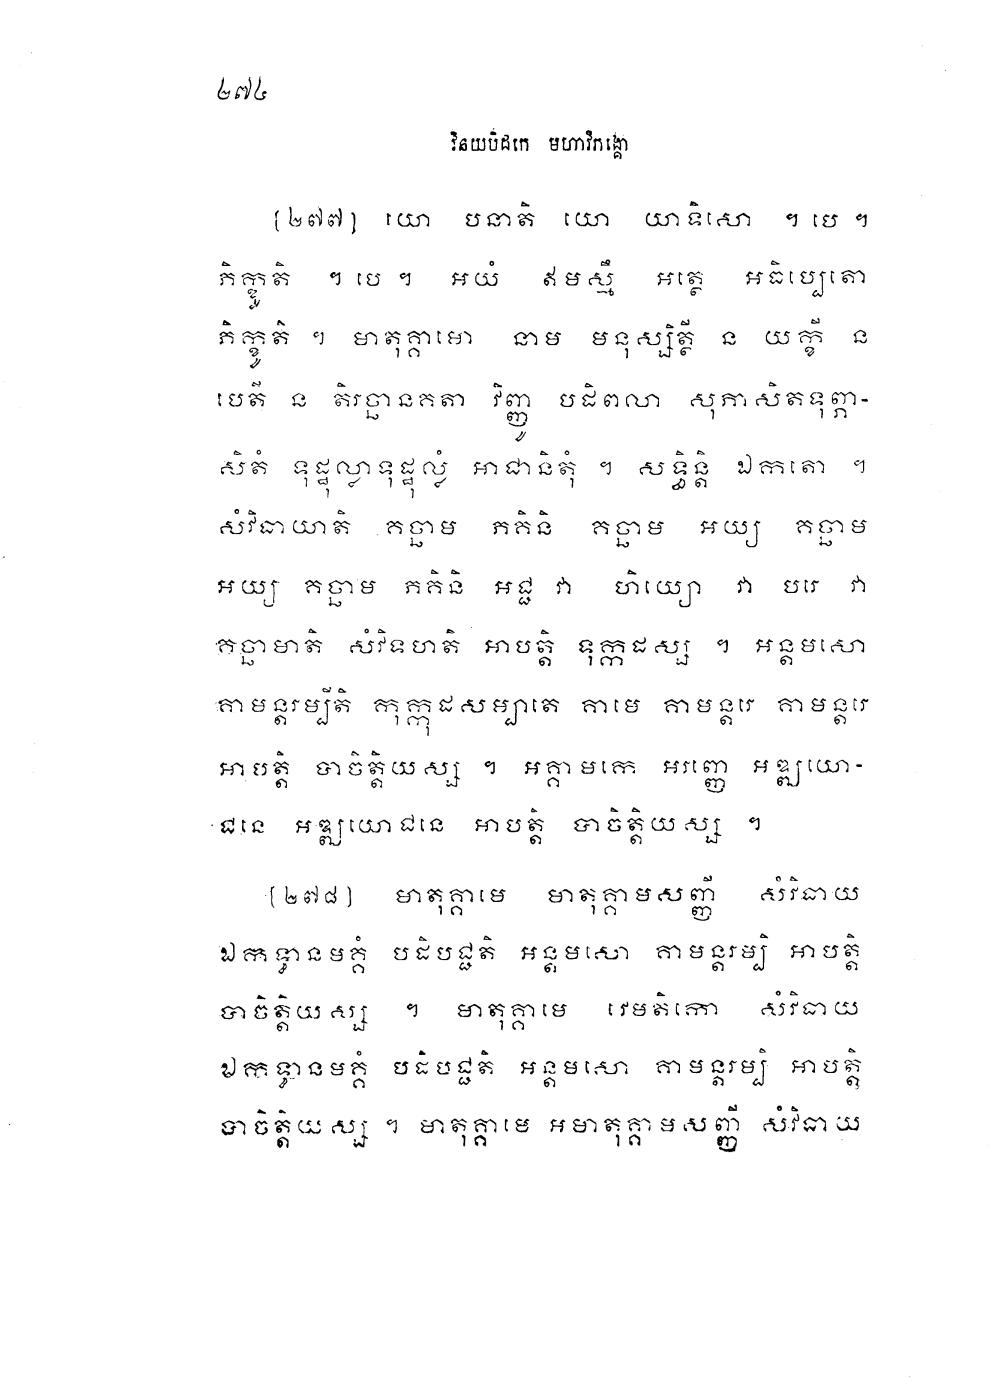 ២៧៤
វិនយបិដកេ មហាវិភង្គោ
[២៧៧] យោ បនាតិ យោ យាទិសោ ។ បេ ។
ភិក្ខូតិ ។ បេ ។ អយំ ឥមស្មឹ អត្ថេ អធិប្បេតោ
ភិក្ខូតិ ។ មាតុគ្គាមោ នាម មនុស្សិត្ថី ន យក្ខី ន
បេតី ន តិរច្ឆានគតា វិញ្ញូ បដិពលា សុភាសិតទុព្ភា-
សិតំ ទុដ្ឋុល្លាទុដ្ឋុល្លំ អាជានិតុំ ។ សទ្ធិន្តិ ឯកតោ ។
សំវិធាយាតិ គច្ឆាម ភគិនិ គច្ឆាម អយ្យ គច្ឆាម
អយ្យ គច្ឆាម ភគិនិ អជ្ជ វា ហិយ្យោ វា បរេ វា
គច្ឆាមាតិ សំវិទហតិ អាបត្តិ ទុក្កដស្ស ។ អន្តមសោ
គាមន្តរម្បីតិ កុក្កុដសម្បាតេ គាមេ គាមន្តរេ គាមន្តរេ
អាបត្តិ បាចិត្តិយស្ស ។ អគ្គាមកេ អរញ្ញេ អឌ្ឍយោ-
ជនេ អឌ្ឍយោជនេ អាបត្តិ បាចិត្តិយស្ស ។
[២៧៨] មាតុគ្គាមេ មាតុគ្គាមសញ្ញី សំវិធាយ
ឯកទ្ធានមគ្គំ បដិបជ្ជតិ អន្តមសោ គាមន្តរម្បិ អាបត្តិ
បាចិត្តិយស្ស ។ មាតុគ្គាមេ វេមតិកោ សំវិធាយ
ឯកទ្ធានមគ្គំ បដិបជ្ជតិ អន្តមសោ គាមន្តរម្បិ អាបត្តិ
បាចិត្តិយស្ស ។ មាតុគ្គាមេ អមាតុគ្គាមសញ្ញី សំវិធាយ